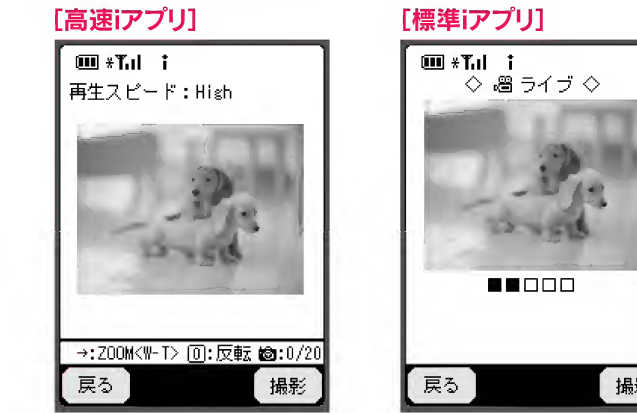 [高速iアプリ]
再生スピード：High
→:ZOOM<W-T> 0:反転 :0/20
戻る
撮影
[標準iアプリ]
◇ ライブ ◇
■■□□□
戻る
撮影